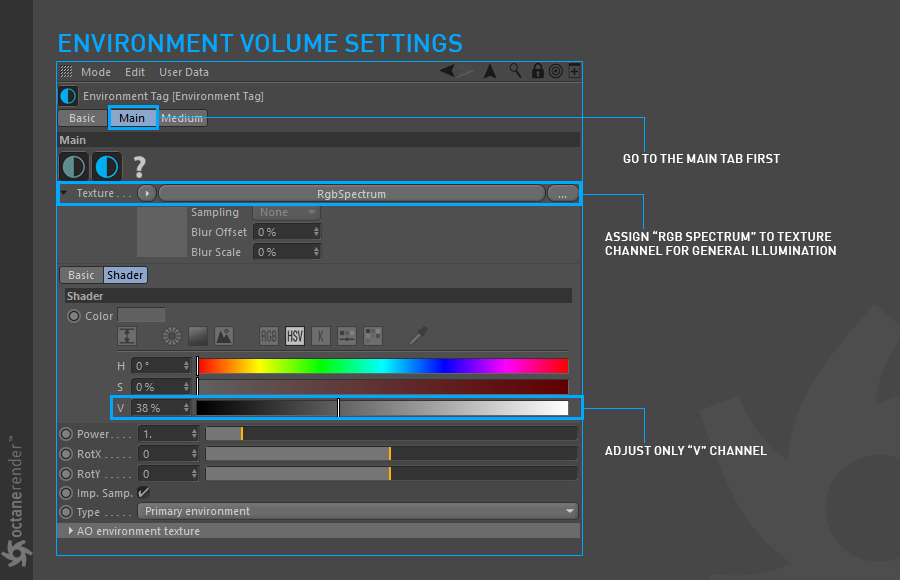 ENVIRONMENT VOLUME SETTINGS
Mode Edit User Data
Environment Tag [Environment Tag]
Basic Main Medium
Main
?
GO TO THE MAIN TAB FIRST
Texture . . . RgbSpectrum ...
Sampling None
Blur Offset 0 %
Blur Scale 0 %
ASSIGN “RGB SPECTRUM” TO TEXTURE
CHANNEL FOR GENERAL ILLUMINATION
Basic Shader
Shader
Color
RGB HSV K
H 0 °
S 0 %
V 38 %
ADJUST ONLY “V” CHANNEL
Power . . . . 1.
RotX . . . . . 0
RotY . . . . . 0
Imp. Samp. ✔
Type . . . . . Primary environment
AO environment texture
octanerender™